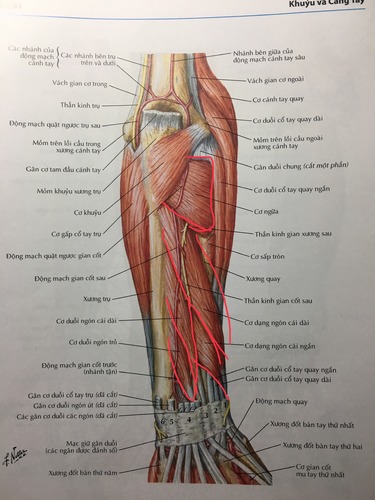 Khuỷu và Cẳng Tay
Các nhánh của
động mạch
cánh tay
Các nhánh bên trụ
trên và dưới
Vách gian cơ trong
Thần kinh trụ
Động mạch quặt ngược trụ sau
Mỏm trên lồi cầu trong
xương cánh tay
Gân cơ tam đầu cánh tay
Mỏm khuỷu xương trụ
Cơ khuỷu
Cơ gấp cổ tay trụ
Động mạch quặt ngược gian cốt
Động mạch gian cốt sau
Xương trụ
Cơ duỗi ngón cái dài
Cơ duỗi ngón trỏ
Động mạch gian cốt trước
(nhánh tận)
Gân cơ duỗi cổ tay trụ (đã cắt)
Gân cơ duỗi ngón út (đã cắt)
Các gân cơ duỗi các ngón (đã cắt)
Mạc giữ gân duỗi
(các ngăn được đánh số)
Xương đốt bàn thứ năm
Nhánh bên giữa của
động mạch cánh tay sâu
Vách gian cơ ngoài
Cơ cánh tay quay
Cơ duỗi cổ tay quay dài
Mỏm trên lồi cầu ngoài
xương cánh tay
Gân duỗi chung (cắt một phần)
Cơ duỗi cổ tay quay ngắn
Cơ ngửa
Thần kinh gian xương sau
Cơ sấp tròn
Xương quay
Thần kinh gian cốt sau
Cơ dạng ngón cái dài
Cơ dạng ngón cái ngắn
Gân cơ duỗi cổ tay quay ngắn
Gân cơ duỗi cổ tay quay dài
Động mạch quay
Xương đốt bàn tay thứ nhất
Xương đốt bàn tay thứ hai
Cơ gian cốt
mu tay thứ nhất
6 5 4 3 2 1